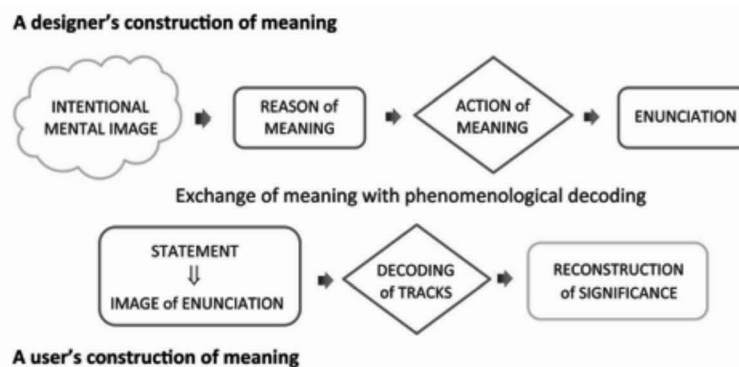 A designer's construction of meaning
INTENTIONAL
MENTAL IMAGE
REASON of
MEANING
ACTION of
MEANING
ENUNCIATION
Exchange of meaning with phenomenological decoding
STATEMENT
⇓
IMAGE of ENUNCIATION
DECODING
of TRACKS
RECONSTRUCTION
of SIGNIFICANCE
A user's construction of meaning